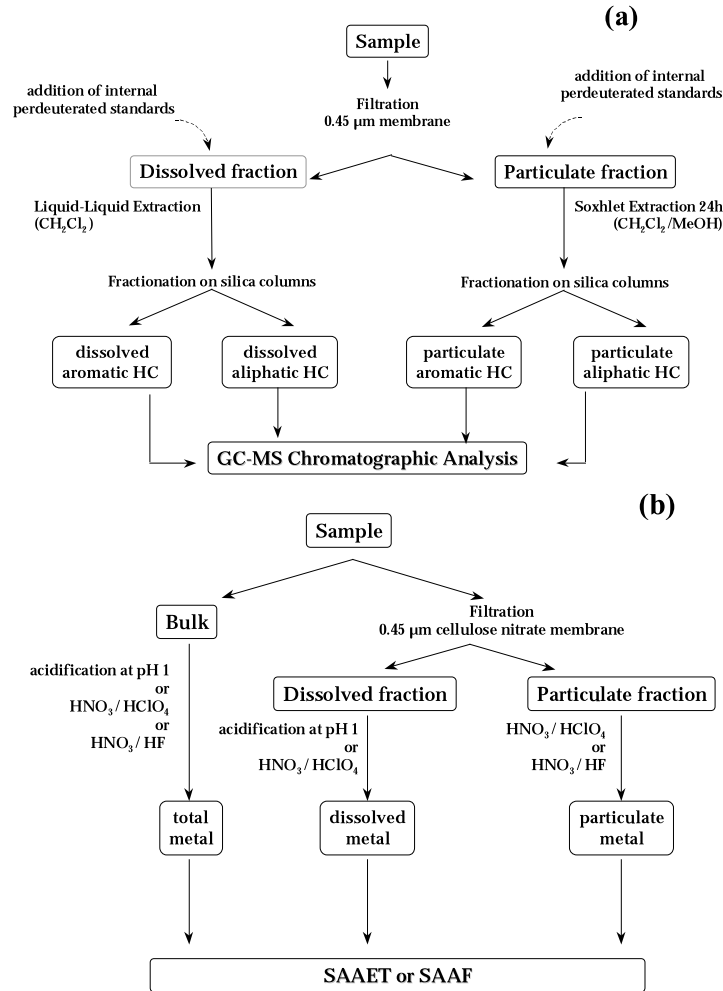 (a)
Sample
addition of internal
perdeuterated standards
addition of internal
perdeuterated standards
Filtration
0.45 µm membrane
Dissolved fraction
Particulate fraction
Liquid-Liquid Extraction
(CH₂Cl₂)
Soxhlet Extraction 24h
(CH₂Cl₂/MeOH)
Fractionation on silica columns
Fractionation on silica columns
dissolved
aromatic HC
dissolved
aliphatic HC
particulate
aromatic HC
particulate
aliphatic HC
GC-MS Chromatographic Analysis
(b)
Sample
Bulk
Filtration
0.45 µm cellulose nitrate membrane
acidification at pH 1
or
HNO₃/HClO₄
or
HNO₃/HF
Dissolved fraction
Particulate fraction
acidification at pH 1
or
HNO₃/HClO₄
HNO₃/HClO₄
or
HNO₃/HF
total
metal
dissolved
metal
particulate
metal
SAAET or SAAF